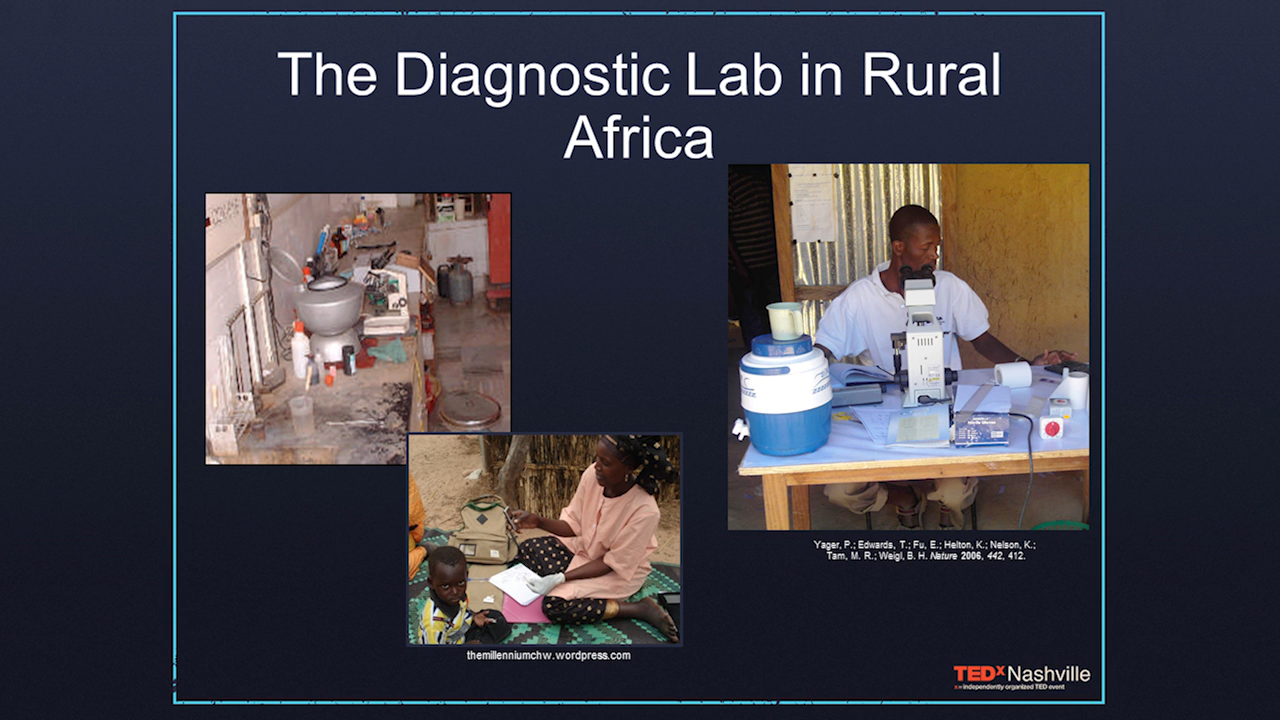 The Diagnostic Lab in Rural
Africa
Yager, P.; Edwards, T.; Fu, E.; Helton, K.; Nelson, K.;
Tam, M. R.; Weigl, B. H. Nature 2006, 442, 412.
themillenniumchw.wordpress.com
TEDxNashville
x = independently organized TED event